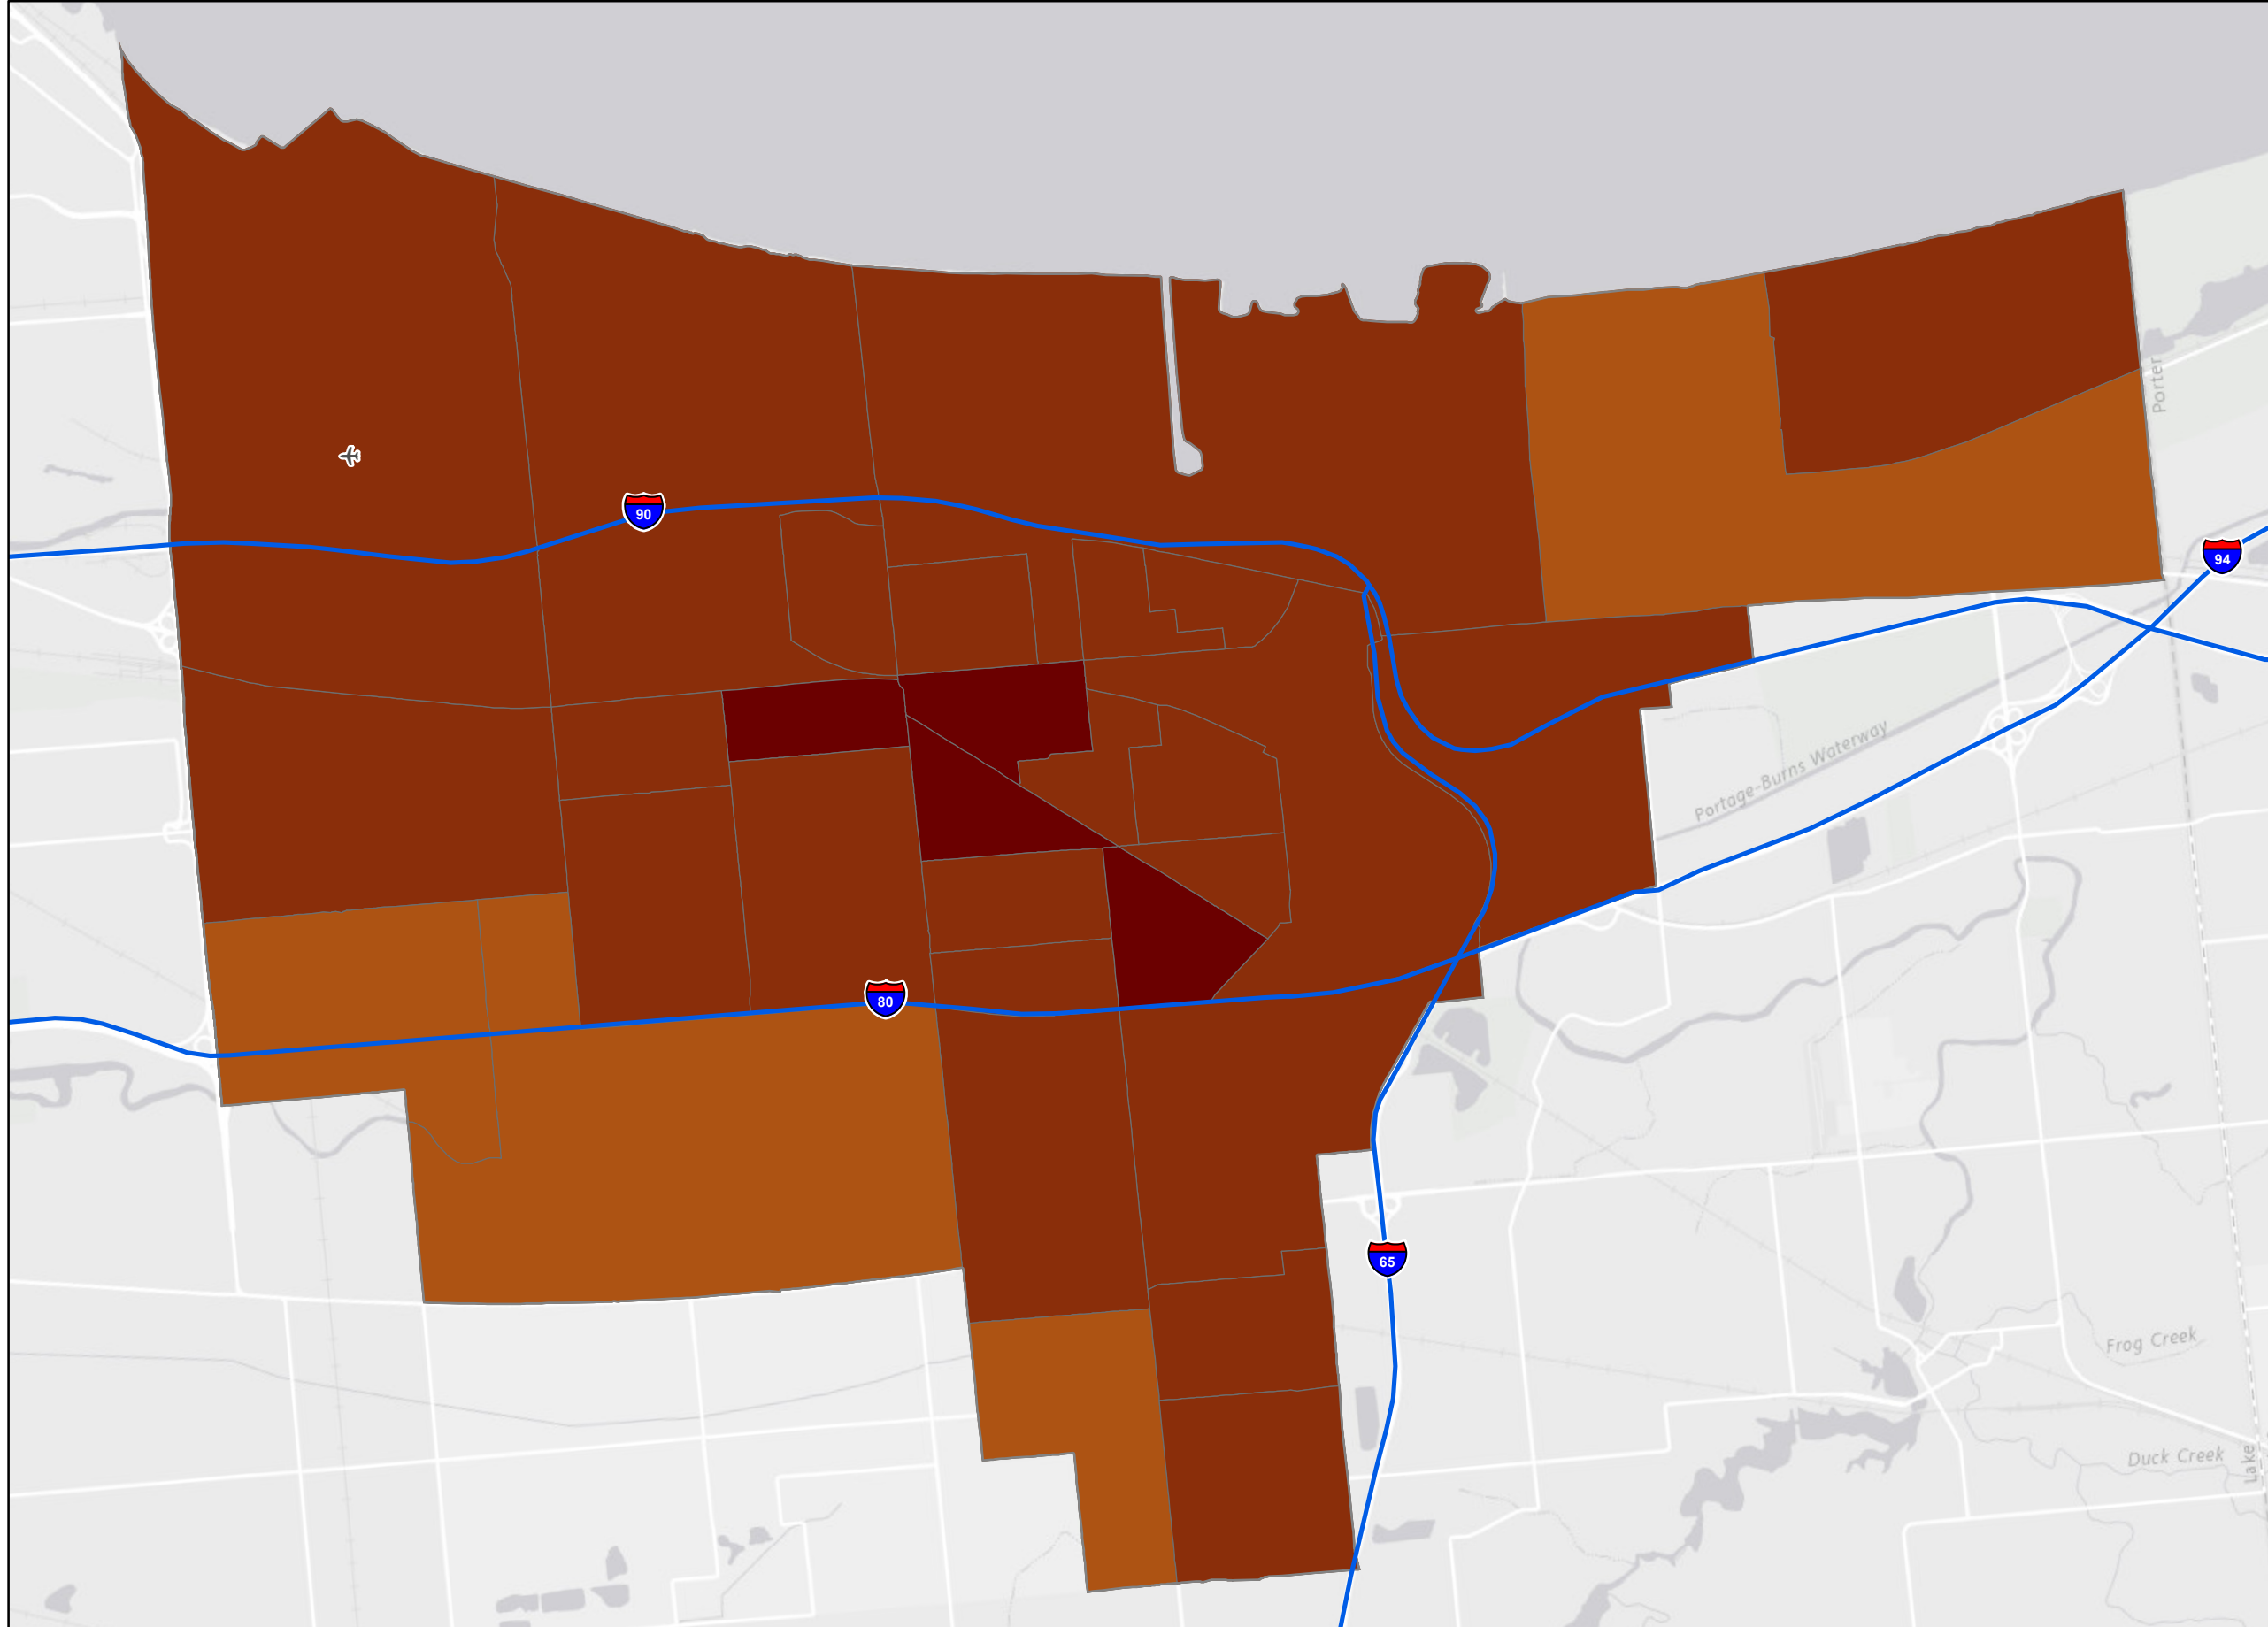 Porter
90
94
Portage-Burns Waterway
80
65
Frog Creek
Duck Creek
Lake